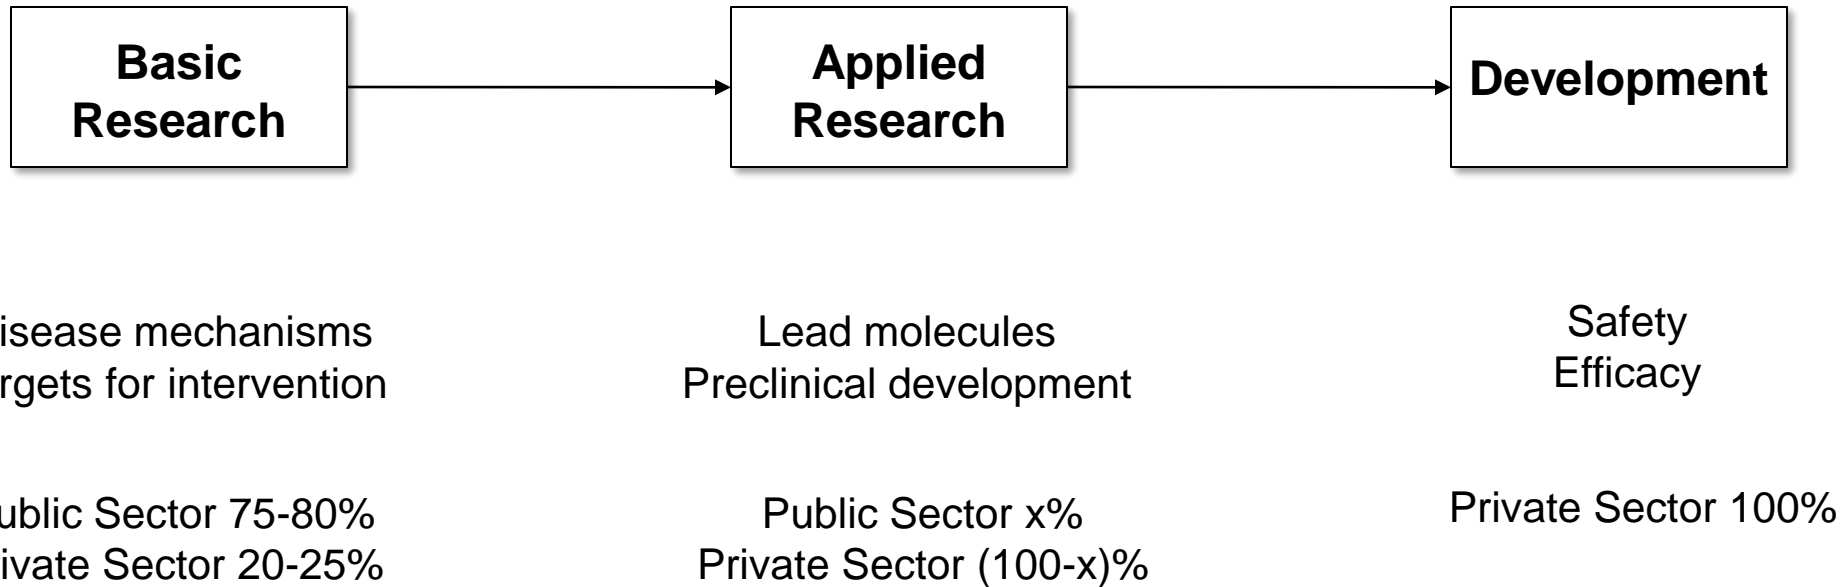 Basic
Research
Applied
Research
Development
isease mechanisms
rgets for intervention
Lead molecules
Preclinical development
Safety
Efficacy
ublic Sector 75-80%
ivate Sector 20-25%
Public Sector x%
Private Sector (100-x)%
Private Sector 100%